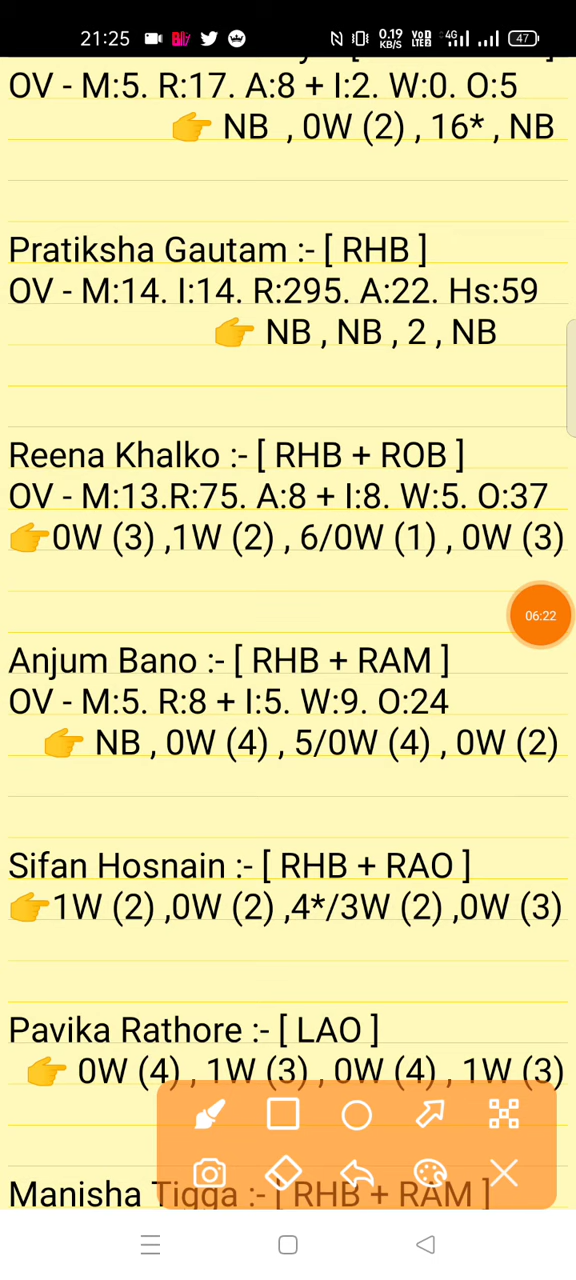 21:25 0.19 KB/S VoD LTE2 4G 47
OV - M:5. R:17. A:8 + I:2. W:0. O:5
👉 NB , 0W (2) , 16* , NB
Pratiksha Gautam :- [ RHB ]
OV - M:14. I:14. R:295. A:22. Hs:59
👉 NB , NB , 2 , NB
Reena Khalko :- [ RHB + ROB ]
OV - M:13.R:75. A:8 + I:8. W:5. O:37
👉0W (3) ,1W (2) , 6/0W (1) , 0W (3)
06:22
Anjum Bano :- [ RHB + RAM ]
OV - M:5. R:8 + I:5. W:9. O:24
👉 NB , 0W (4) , 5/0W (4) , 0W (2)
Sifan Hosnain :- [ RHB + RAO ]
👉1W (2) ,0W (2) ,4*/3W (2) ,0W (3)
Pavika Rathore :- [ LAO ]
👉 0W (4) , 1W (3) , 0W (4) , 1W (3)
Manisha Tigga :- [ RHB + RAM ]